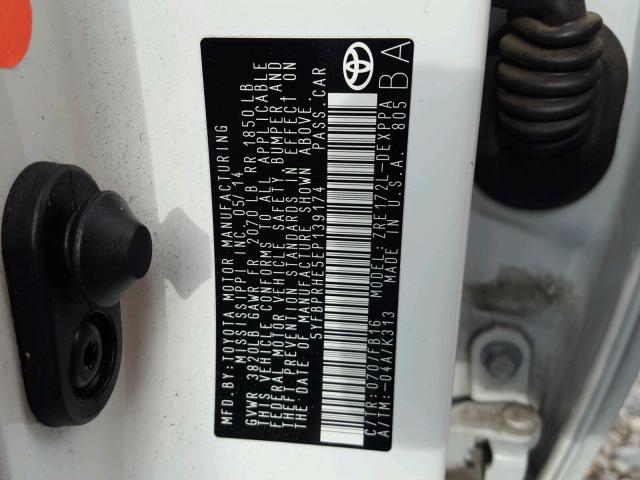 MFD. BY: TOYOTA MOTOR MANUFACTURING
MISSISSIPPI, INC. 05/14
GVWR 3820LB GAWR FR 2070LB RR 1850LB
THIS VEHICLE CONFORMS TO ALL APPLICABLE
FEDERAL MOTOR VEHICLE SAFETY, BUMPER, AND
THEFT PREVENTION STANDARDS IN EFFECT ON
THE DATE OF MANUFACTURE SHOWN ABOVE.
5YFBPRHE5EP139174 PASS. CAR
C/TR: 070/FB16 MODEL: ZRE172L-DEXPPA
A/TM: -04A/K313 MADE IN U.S.A. 805
BA